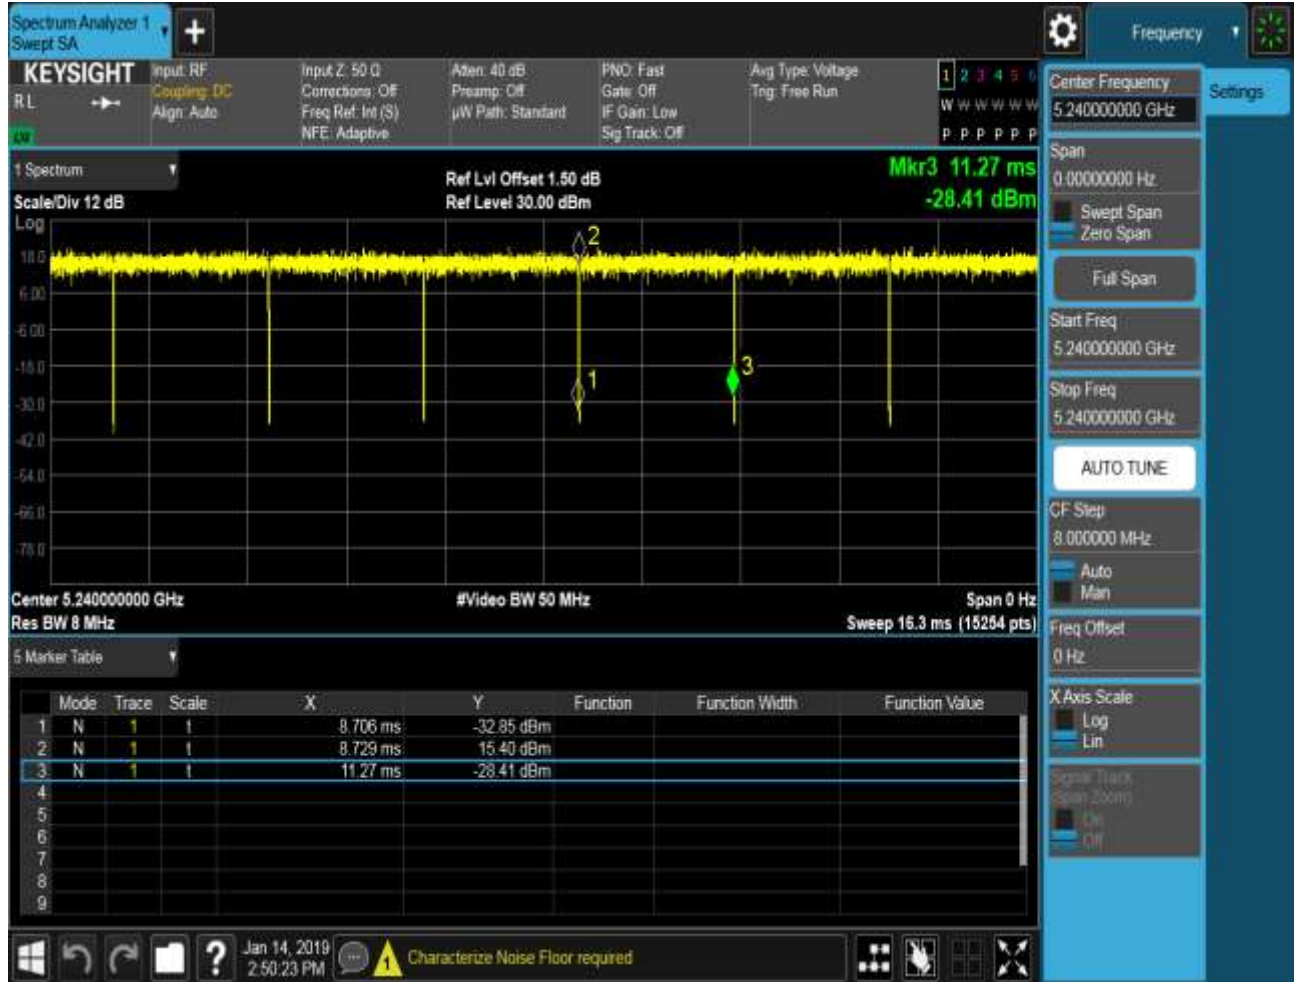 Spectrum Analyzer 1
Swept SA
Frequency
KEYSIGHT
R L
Input: RF
Coupling: DC
Align: Auto
Input Z: 50 Ω
Corrections: Off
Freq Ref: Int (S)
NFE: Adaptive
Atten: 40 dB
Preamp: Off
µW Path: Standard
PNO: Fast
Gate: Off
IF Gain: Low
Sig Track: Off
Avg Type: Voltage
Trig: Free Run
1 2 3 4 5 6
W W W W W W
P P P P P P
1 Spectrum
Scale/Div 12 dB
Ref Lvl Offset 1.50 dB
Ref Level 30.00 dBm
Mkr3 11.27 ms
-28.41 dBm
Log
18.0
6.00
-6.00
-18.0
-30.0
-42.0
-54.0
-66.0
-78.0
2
1
3
Center 5.240000000 GHz
#Video BW 50 MHz
Span 0 Hz
Res BW 8 MHz
Sweep 16.3 ms (15254 pts)
5 Marker Table
Mode Trace Scale X Y Function Function Width Function Value
1 N 1 t 8.706 ms -32.85 dBm
2 N 1 t 8.729 ms 15.40 dBm
3 N 1 t 11.27 ms -28.41 dBm
4
5
6
7
8
9
Jan 14, 2019
2:50:23 PM
1
Characterize Noise Floor required
Settings
Center Frequency
5.240000000 GHz
Span
0.00000000 Hz
Swept Span
Zero Span
Full Span
Start Freq
5.240000000 GHz
Stop Freq
5.240000000 GHz
AUTO TUNE
CF Step
8.000000 MHz
Auto
Man
Freq Offset
0 Hz
X Axis Scale
Log
Lin
Signal Track
(Span Zoom)
On
Off